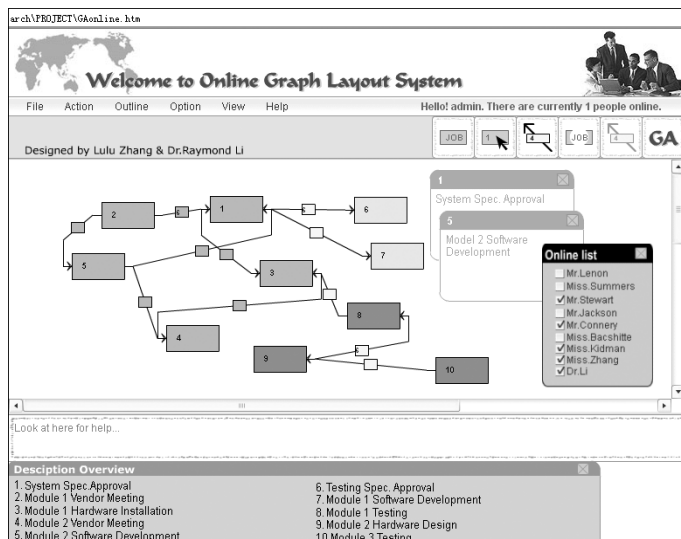 arch\PROJECT\GAonline.htm
Welcome to Online Graph Layout System
File Action Outline Option View Help
Hello! admin. There are currently 1 people online.
Designed by Lulu Zhang & Dr.Raymond Li
JOB 1 4 JOB 4 GA
1
System Spec. Approval
5
Model 2 Software
Development
Online list
Mr.Lenon
Miss.Summers
Mr.Stewart
Mr.Jackson
Mr.Connery
Miss.Bacshitte
Miss.Kidman
Miss.Zhang
Dr.Li
2
1
6
5
7
3
8
4
9
10
Look at here for help...
Desciption Overview
1. System Spec.Approval
2. Module 1 Vendor Meeting
3. Module 1 Hardware Installation
4. Module 2 Vendor Meeting
5. Module 2 Software Development
6. Testing Spec. Approval
7. Module 1 Software Development
8. Module 1 Testing
9. Module 2 Hardware Design
10. Module 3 Testing